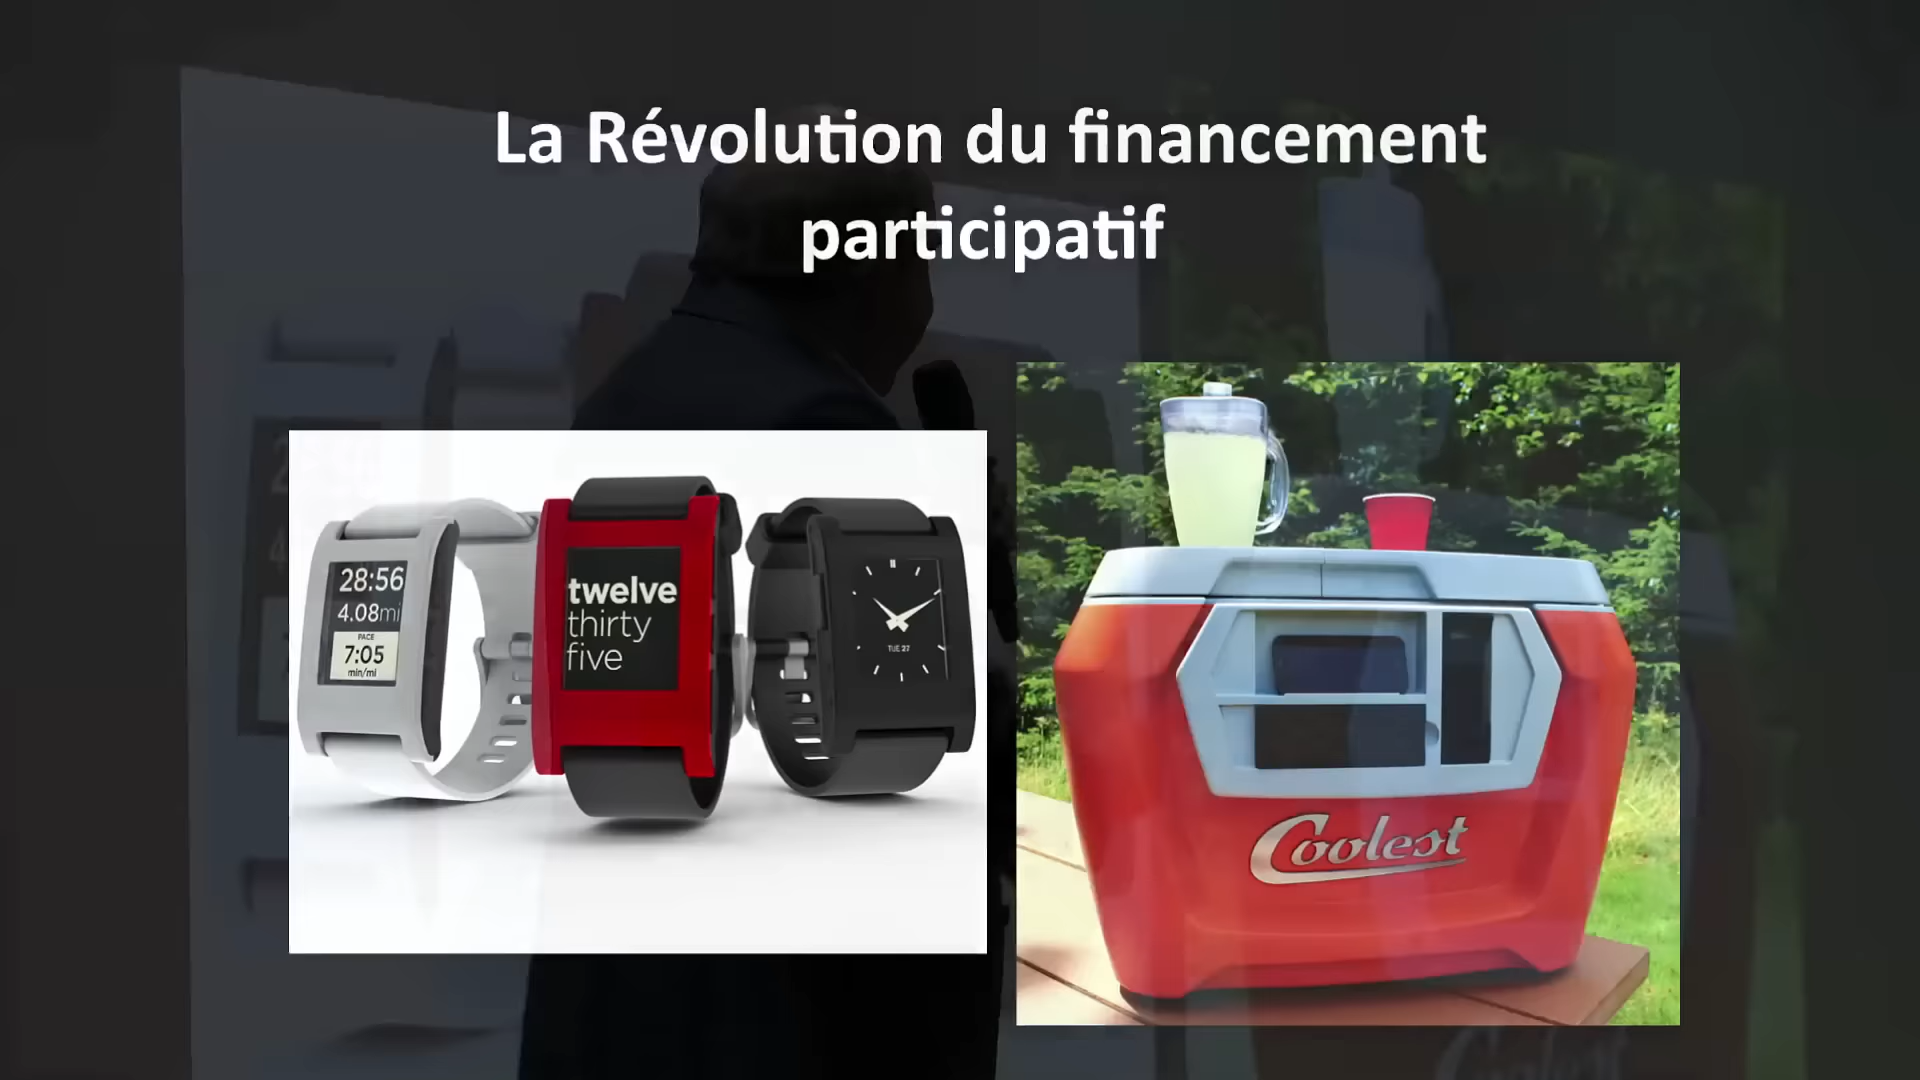 La Révolution du financement
participatif
28:56
4.08mi
PACE
7:05
min/mi
twelve
thirty
five
TUE 27
Coolest